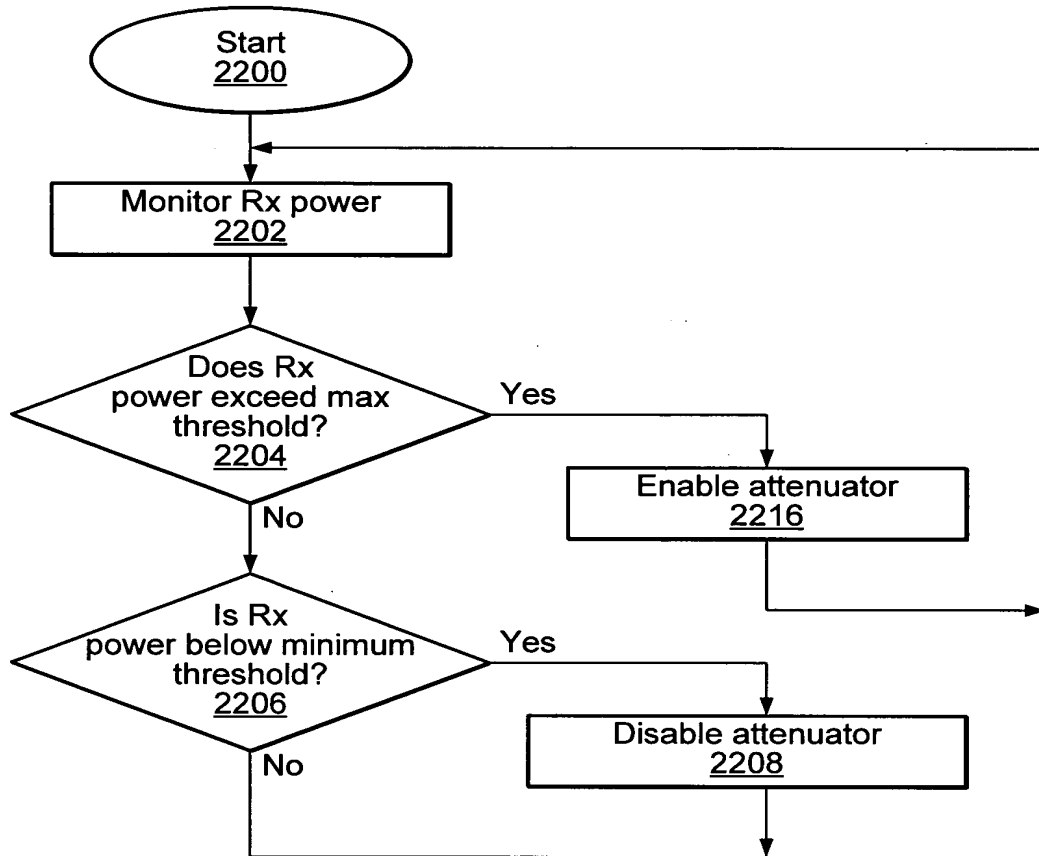 Start
2200
Monitor Rx power
2202
Does Rx
power exceed max
threshold?
2204
Yes
Enable attenuator
2216
No
Is Rx
power below minimum
threshold?
2206
Yes
Disable attenuator
2208
No